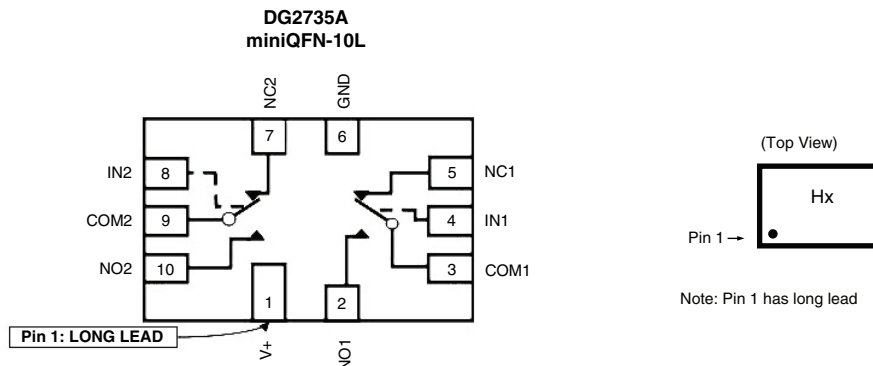 DG2735A
miniQFN-10L
NC2
GND
7
6
IN2
8
5
NC1
COM2
9
4
IN1
NO2
10
3
COM1
1
2
Pin 1: LONG LEAD
V+
NO1
(Top View)
Hx
Pin 1
Note: Pin 1 has long lead